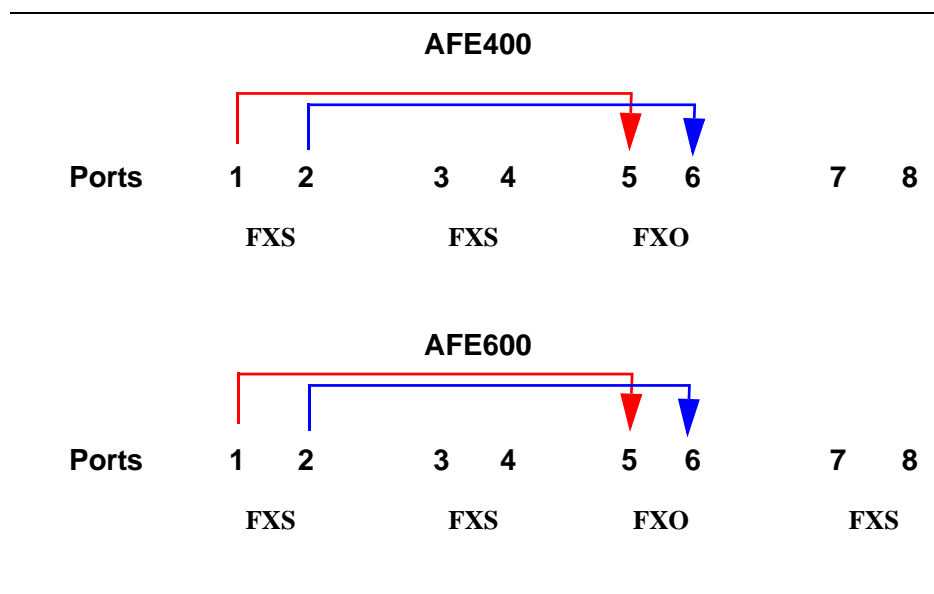 AFE400
Ports 1 2 3 4 5 6 7 8
FXS FXS FXO
AFE600
Ports 1 2 3 4 5 6 7 8
FXS FXS FXO FXS